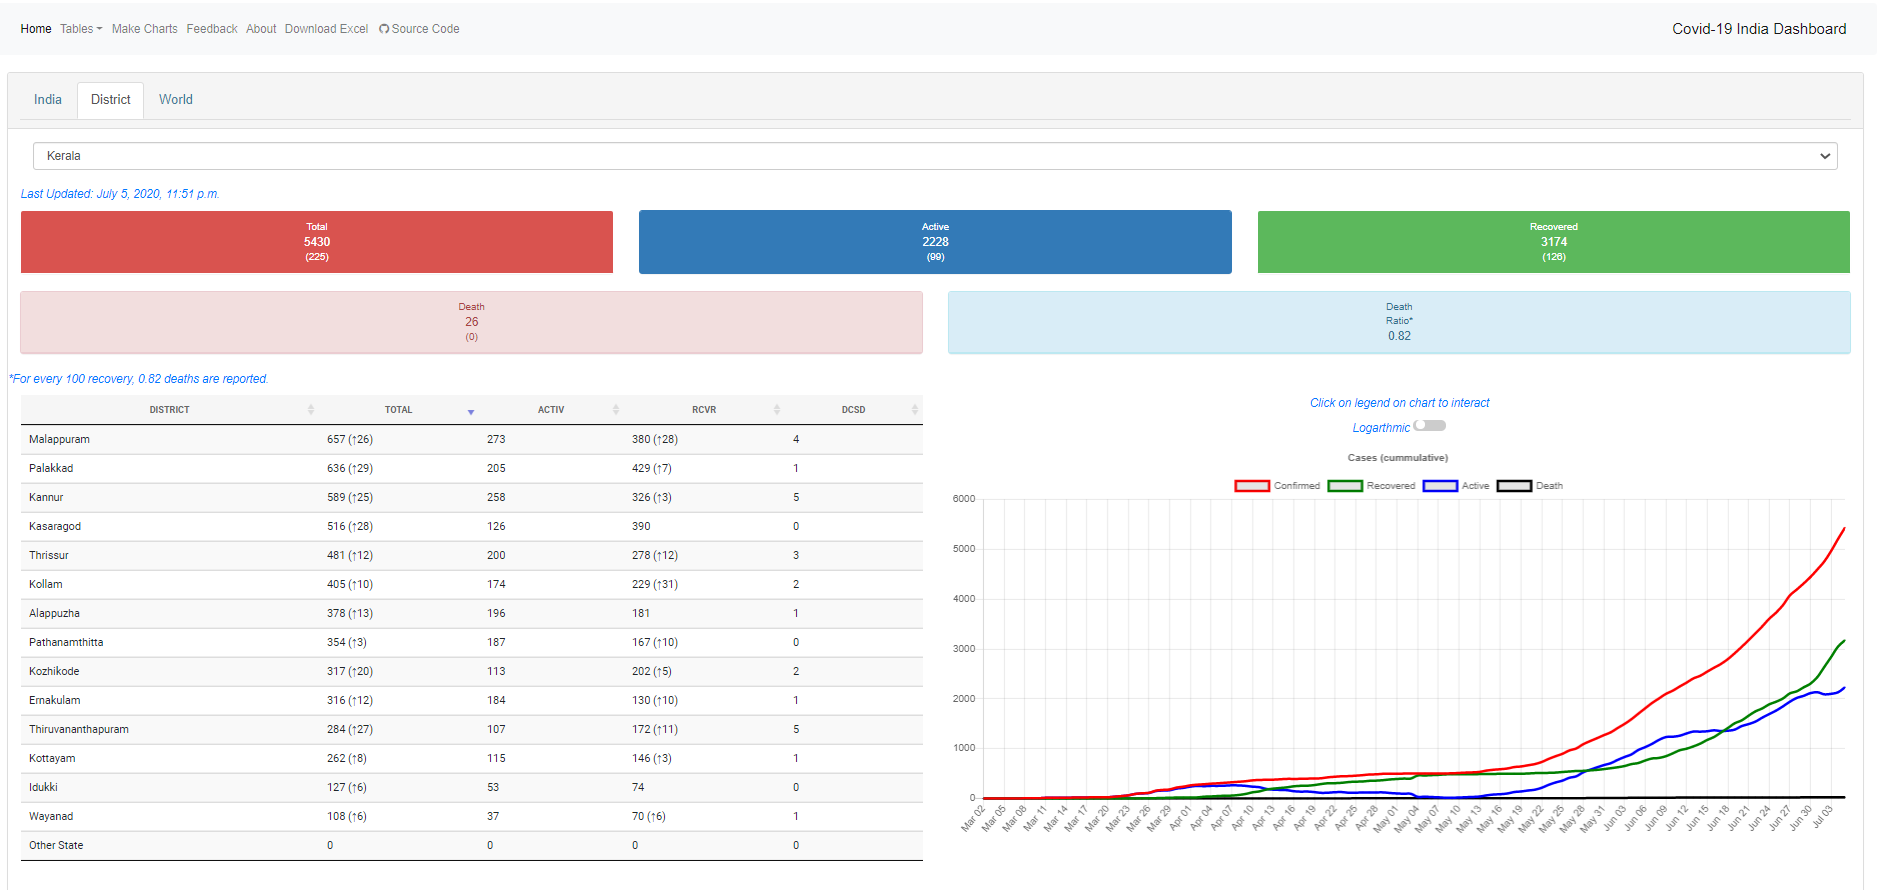 Home Tables Make Charts Feedback About Download Excel Source Code Covid-19 India Dashboard
India District World
Kerala
Last Updated: July 5, 2020, 11:51 p.m.
Total
5430
(225)
Active
2228
(99)
Recovered
3174
(126)
Death
26
(0)
Death
Ratio*
0.82
*For every 100 recovery, 0.82 deaths are reported.
DISTRICT TOTAL ACTIV RCVR DCSD
Malappuram 657 (↑26) 273 380 (↑28) 4
Palakkad 636 (↑29) 205 429 (↑7) 1
Kannur 589 (↑25) 258 326 (↑3) 5
Kasaragod 516 (↑28) 126 390 0
Thrissur 481 (↑12) 200 278 (↑12) 3
Kollam 405 (↑10) 174 229 (↑31) 2
Alappuzha 378 (↑13) 196 181 1
Pathanamthitta 354 (↑3) 187 167 (↑10) 0
Kozhikode 317 (↑20) 113 202 (↑5) 2
Ernakulam 316 (↑12) 184 130 (↑10) 1
Thiruvananthapuram 284 (↑27) 107 172 (↑11) 5
Kottayam 262 (↑8) 115 146 (↑3) 1
Idukki 127 (↑6) 53 74 0
Wayanad 108 (↑6) 37 70 (↑6) 1
Other State 0 0 0 0
Click on legend on chart to interact
Logarthmic
Cases (cummulative)
Confirmed Recovered Active Death
6000
5000
4000
3000
2000
1000
0
Mar 02 Mar 05 Mar 08 Mar 11 Mar 14 Mar 17 Mar 20 Mar 23 Mar 26 Mar 29 Apr 01 Apr 04 Apr 07 Apr 10 Apr 13 Apr 16 Apr 19 Apr 22 Apr 25 Apr 28 May 01 May 04 May 07 May 10 May 13 May 16 May 19 May 22 May 25 May 28 May 31 Jun 03 Jun 06 Jun 09 Jun 12 Jun 15 Jun 18 Jun 21 Jun 24 Jun 27 Jun 30 Jul 03